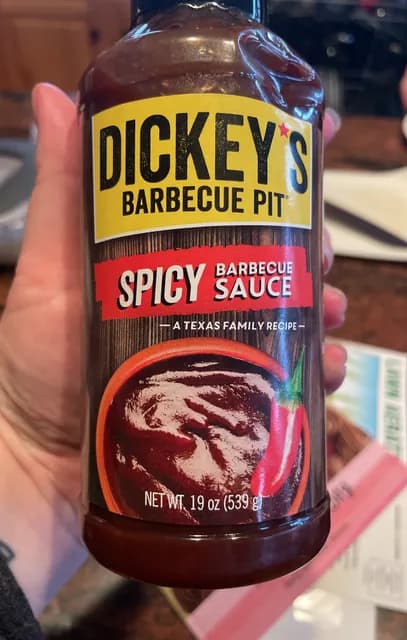 DICKEY'S
BARBECUE PIT
SPICY BARBECUE
SAUCE
— A TEXAS FAMILY RECIPE —
NET WT. 19 oz (539 g)